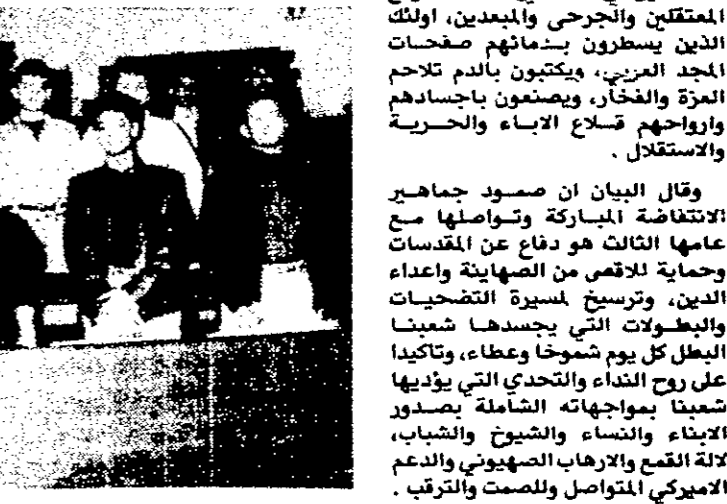 المعتقلين والجرحى والمبعدين، اولئك
الذين يسطرون بدمائهم صفحات
المجد العربي، ويكتبون بالدم تلاحم
العزة والفخار، ويصنعون باجسادهم
وارواحهم قسلاع الاباء والحرية
والاستقلال .
وقال البيان ان صمود جماهير
الانتفاضة المباركة وتواصلها مع
عامها الثالث هو دفاع عن المقدسات
وحماية للاقصى من الصهاينة واعداء
الدين، وترسيخ لمسيرة التضحيات
والبطولات التي يجسدها شعبنا
البطل كل يوم شموخا وعطاء، وتاكيدا
على روح النداء والتحدي التي يؤديها
شعبنا بمواجهاته الشاملة بصدور
الابناء والنساء والشيوخ والشباب،
لالة القمع والارهاب الصهيوني والدعم
الاميركي المتواصل وللصمت والترقب .